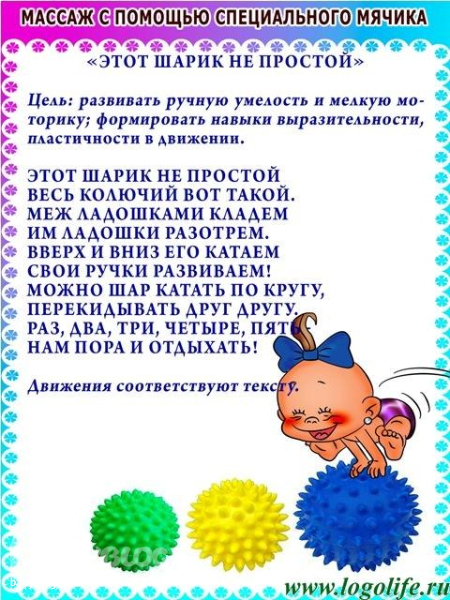 МАССАЖ С ПОМОЩЬЮ СПЕЦИАЛЬНОГО МЯЧИКА
«ЭТОТ ШАРИК НЕ ПРОСТОЙ»
Цель: развивать ручную умелость и мелкую мо-
торику; формировать навыки выразительности,
пластичности в движении.
ЭТОТ ШАРИК НЕ ПРОСТОЙ
ВЕСЬ КОЛЮЧИЙ ВОТ ТАКОЙ.
МЕЖ ЛАДОШКАМИ КЛАДЕМ
ИМ ЛАДОШКИ РАЗОТРЕМ.
ВВЕРХ И ВНИЗ ЕГО КАТАЕМ
СВОИ РУЧКИ РАЗВИВАЕМ!
МОЖНО ШАР КАТАТЬ ПО КРУГУ,
ПЕРЕКИДЫВАТЬ ДРУГ ДРУГУ.
РАЗ, ДВА, ТРИ, ЧЕТЫРЕ, ПЯТЬ
НАМ ПОРА И ОТДЫХАТЬ!
Движения соответствуют тексту.
www.logolife.ru